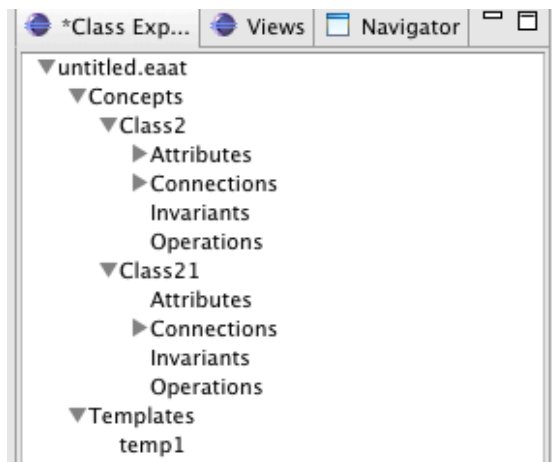 *Class Exp... Views Navigator
untitled.eaat
Concepts
Class2
Attributes
Connections
Invariants
Operations
Class21
Attributes
Connections
Invariants
Operations
Templates
temp1